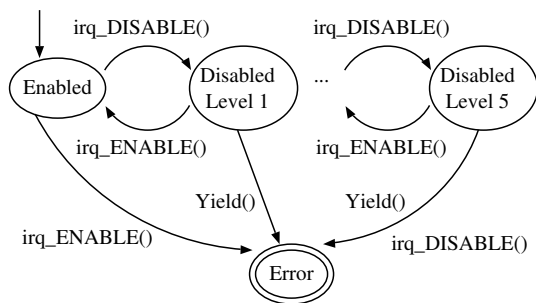 irq_DISABLE()
irq_DISABLE()
Enabled
Disabled
Level 1
...
Disabled
Level 5
irq_ENABLE()
irq_ENABLE()
Yield()
Yield()
irq_ENABLE()
irq_DISABLE()
Error